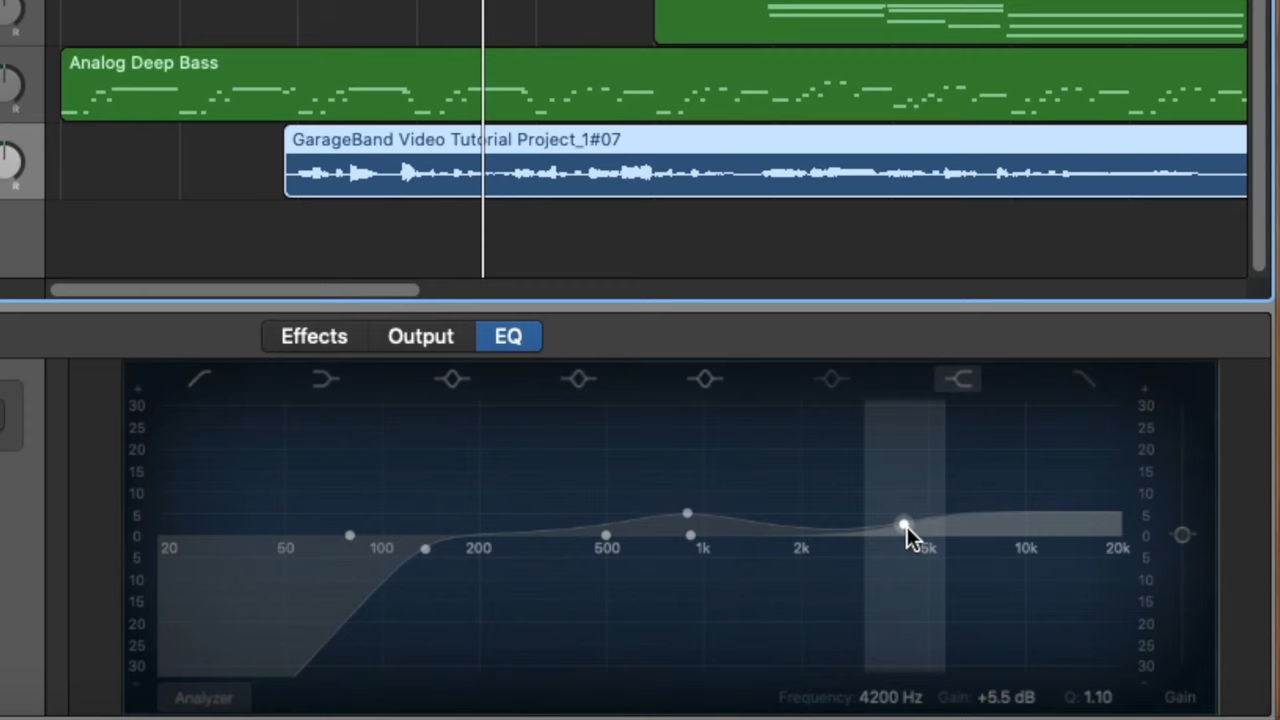 R
Analog Deep Bass
R
GarageBand Video Tutorial Project_1#07
R
Effects Output EQ
+ +
30 30
25 25
20 20
15 15
10 10
5 5
0 0
20 50 100 200 500 1k 2k 5k 10k 20k
5 5
10 10
15 15
20 20
25 25
30 30
- -
Analyzer Frequency: 4200 Hz Gain: +5.5 dB Q: 1.10 Gain